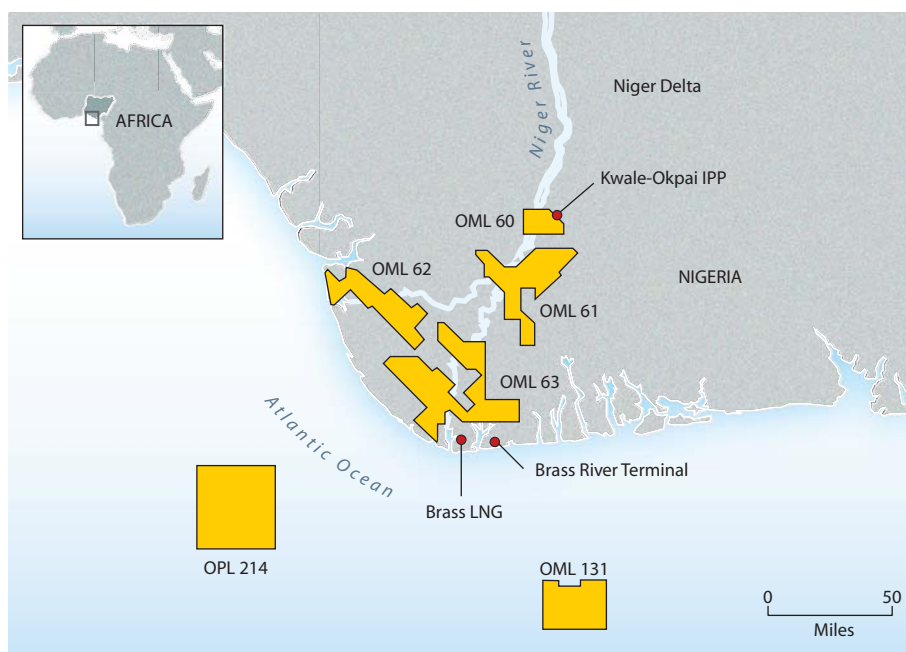 AFRICA
Niger River
Niger Delta
Kwale-Okpai IPP
OML 60
OML 62
NIGERIA
OML 61
OML 63
Atlantic Ocean
Brass River Terminal
Brass LNG
OPL 214
OML 131
0 50
Miles